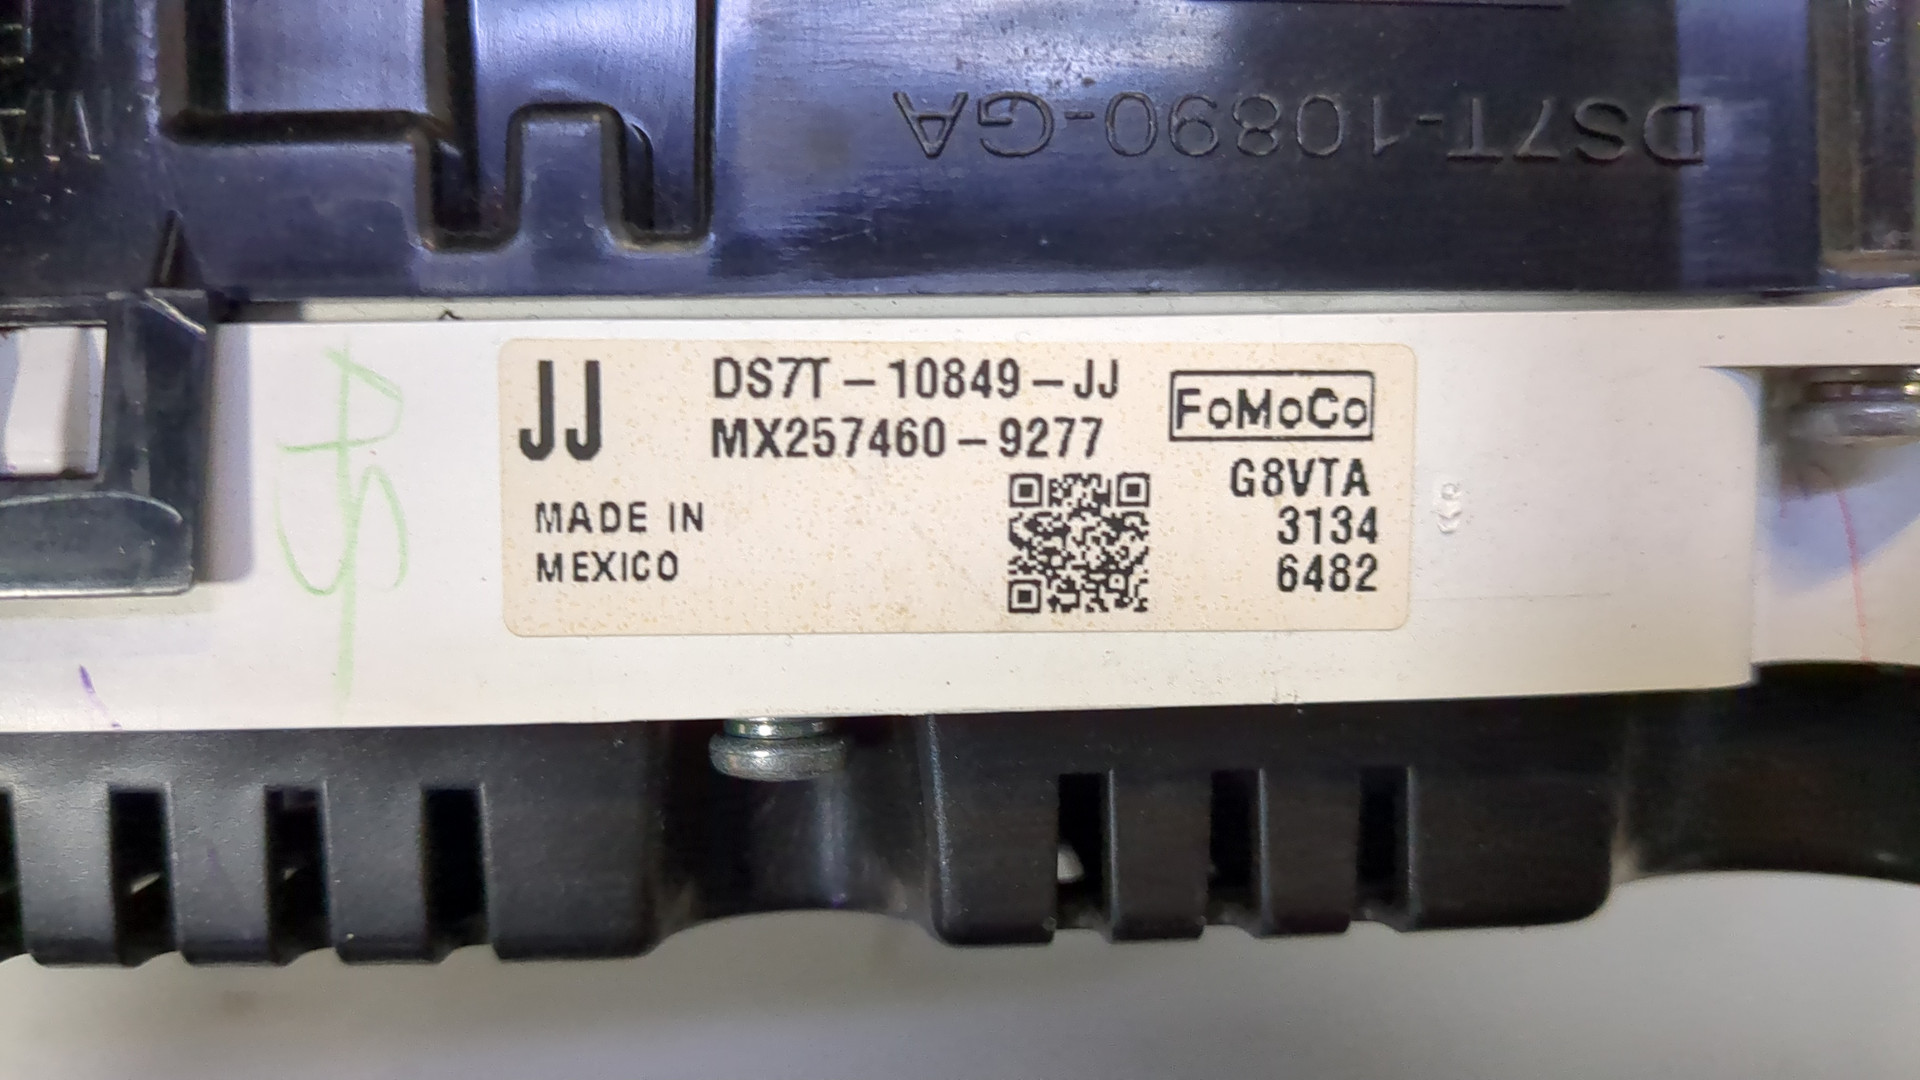 DS7T-10890-GA
JJ
DS7T-10849-JJ
MX257460-9277
FoMoCo
G8VTA
3134
6482
MADE IN
MEXICO